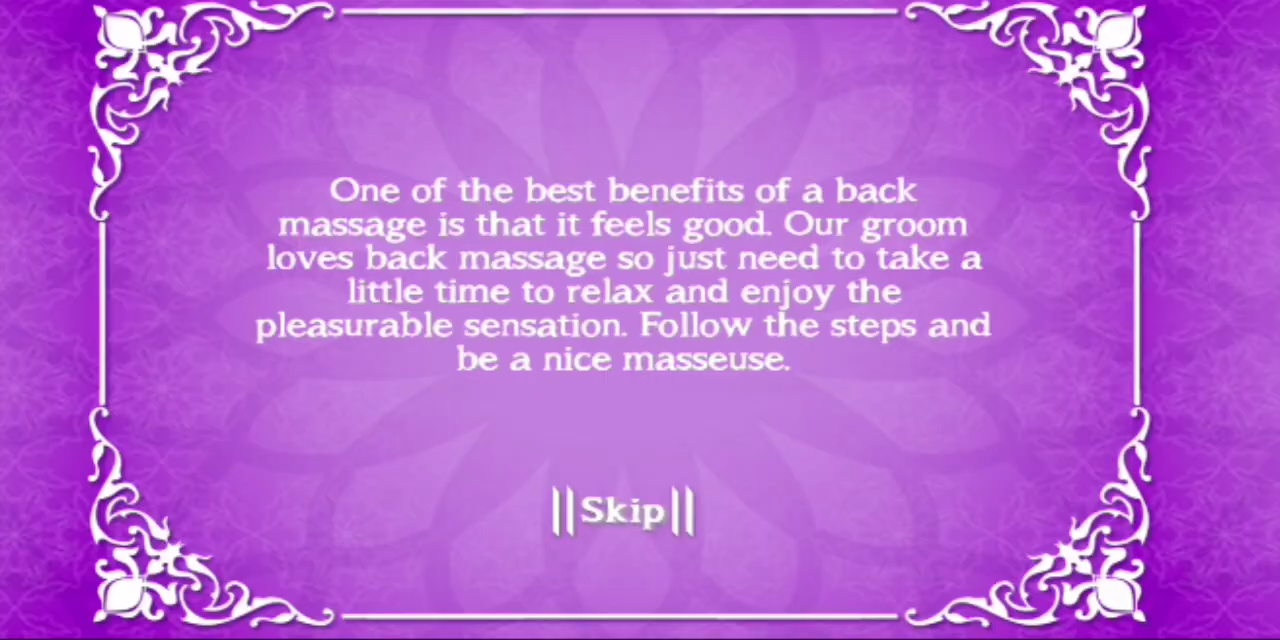 One of the best benefits of a back
massage is that it feels good. Our groom
loves back massage so just need to take a
little time to relax and enjoy the
pleasurable sensation. Follow the steps and
be a nice masseuse.
||Skip||